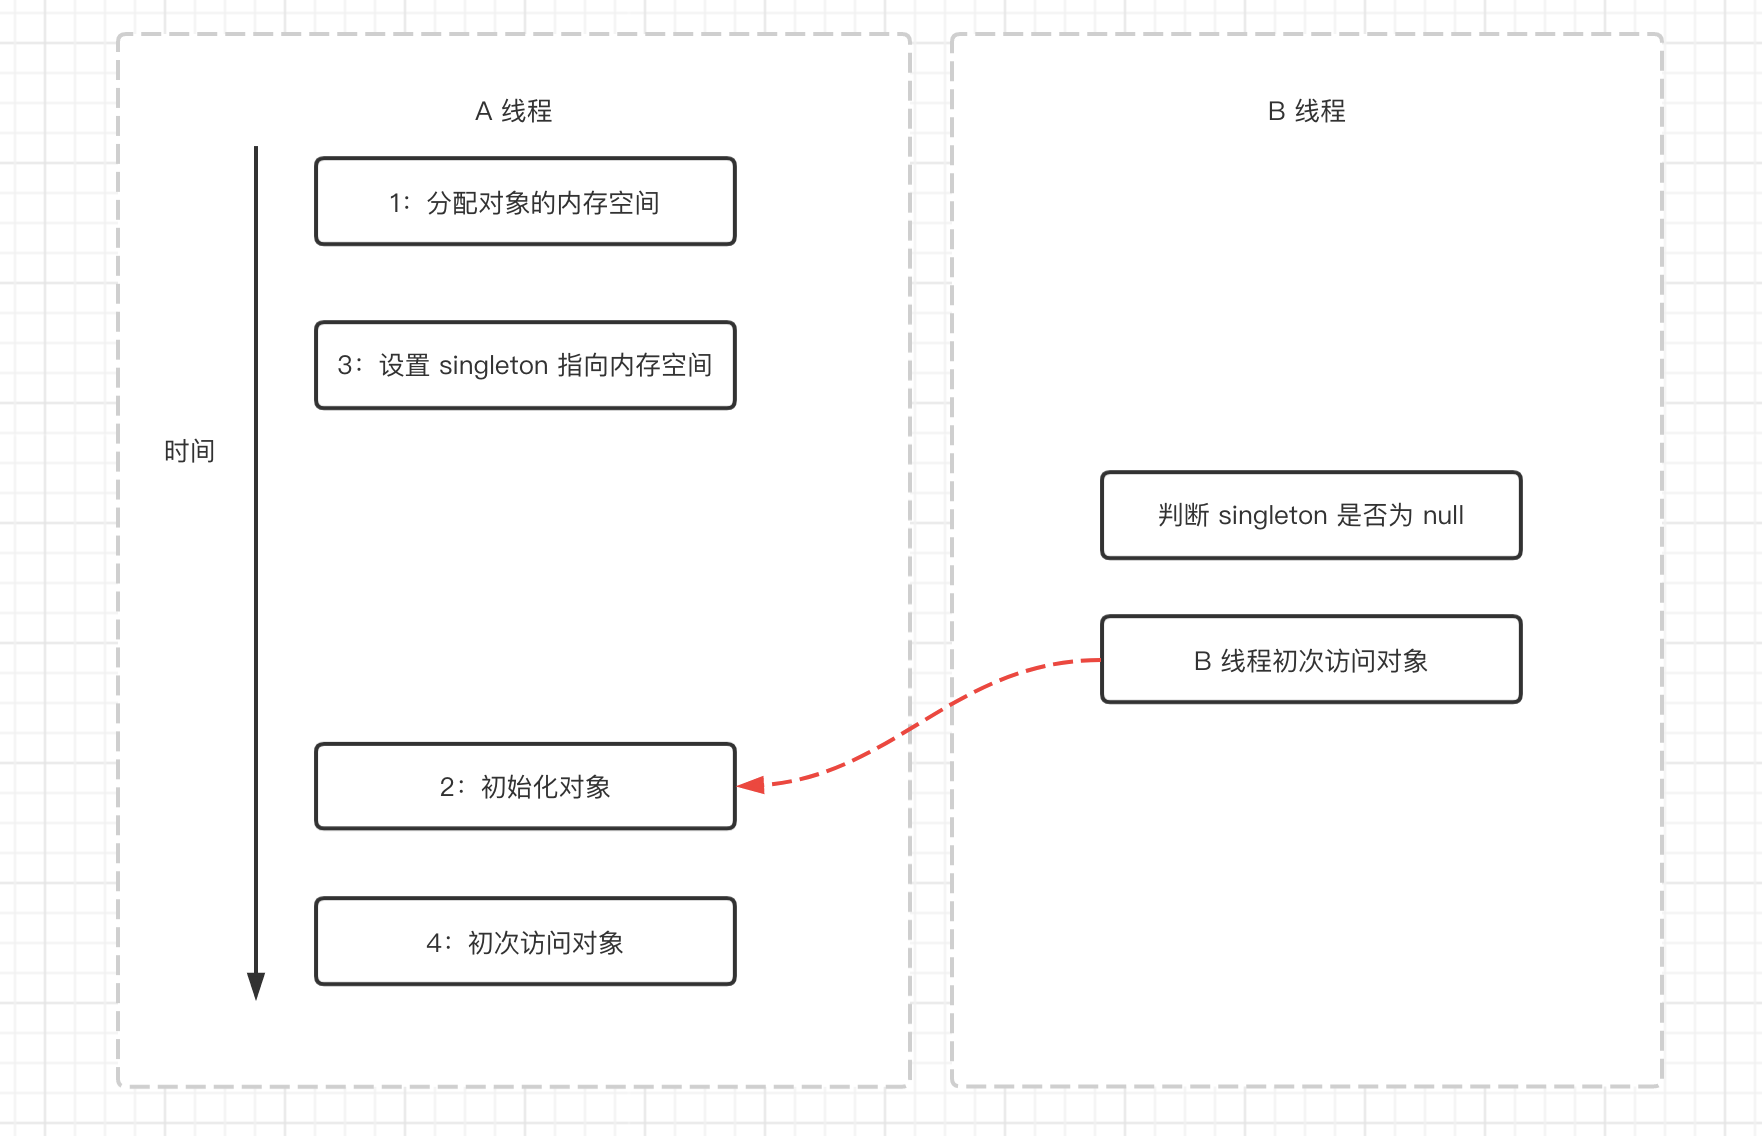 A 线程
1：分配对象的内存空间
3：设置 singleton 指向内存空间
时间
2：初始化对象
4：初次访问对象
B 线程
判断 singleton 是否为 null
B 线程初次访问对象